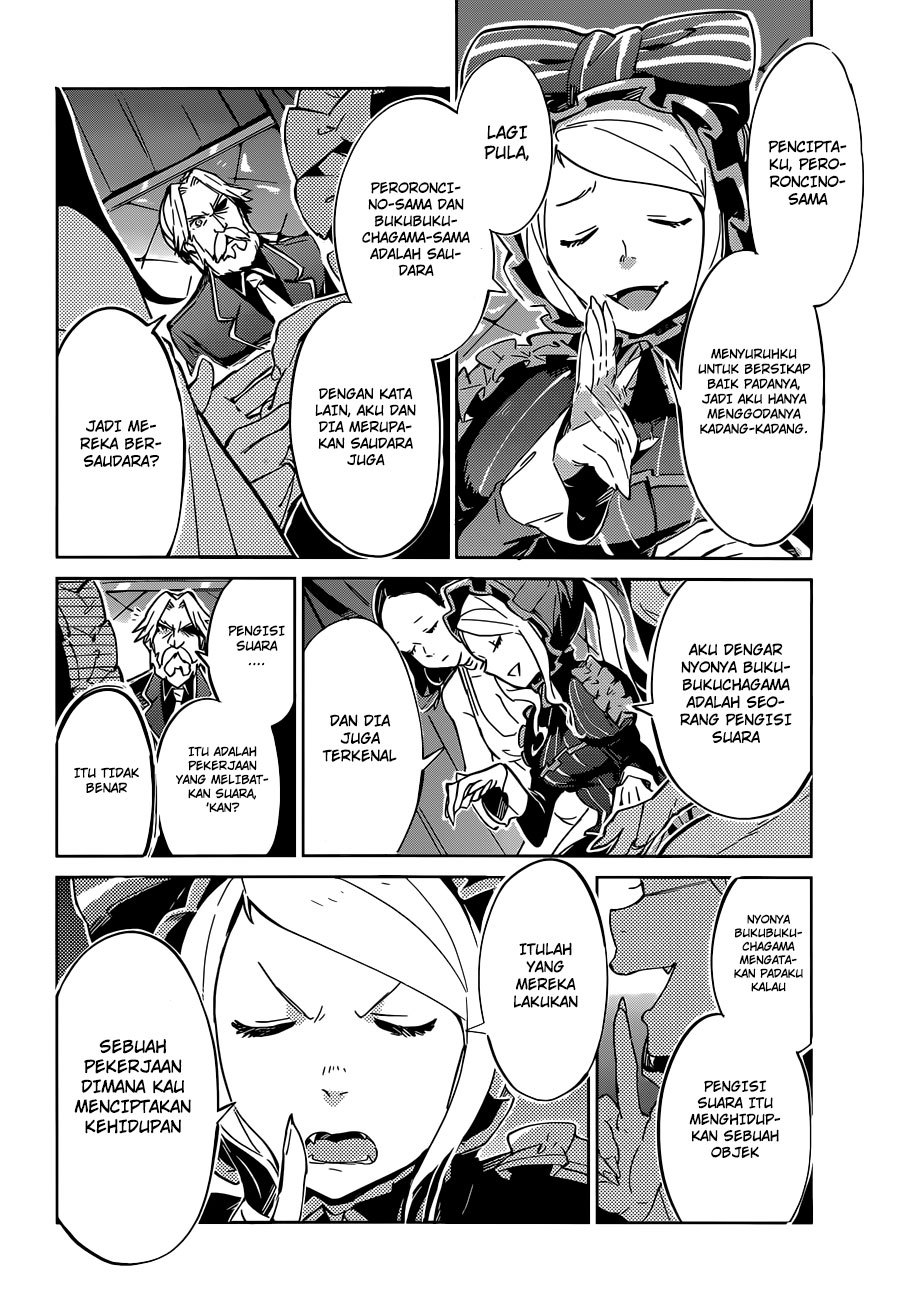 PENCIPTA-
KU, PERO-
RONCINO-
SAMA
MENYURUHKU
UNTUK BERSIKAP
BAIK PADANYA,
JADI AKU HANYA
MENGGODANYA
KADANG-KADANG.
LAGI
PULA,
PERORONCI-
NO-SAMA DAN
BUKUBUKU-
CHAGAMA-SAMA
ADALAH SAU-
DARA
DENGAN KATA
LAIN, AKU DAN
DIA MERUPA-
KAN SAUDARA
JUGA
JADI ME-
REKA BER-
SAUDARA?
AKU DENGAR
NYONYA BUKU-
BUKUCHAGAMA
ADALAH SEO-
RANG PENGISI
SUARA
DAN DIA
JUGA
TERKENAL
PENGISI
SUARA
....
ITU ADALAH
PEKERJAAN
YANG MELIBAT-
KAN SUARA,
'KAN?
ITU TIDAK
BENAR
NYONYA
BUKUBUKU-
CHAGAMA
MENGATA-
KAN PADAKU
KALAU
PENGISI
SUARA ITU
MENGHIDUP-
KAN SEBUAH
OBJEK
ITULAH
YANG
MEREKA
LAKUKAN
SEBUAH
PEKERJAAN
DIMANA KAU
MENCIPTAKAN
KEHIDUPAN